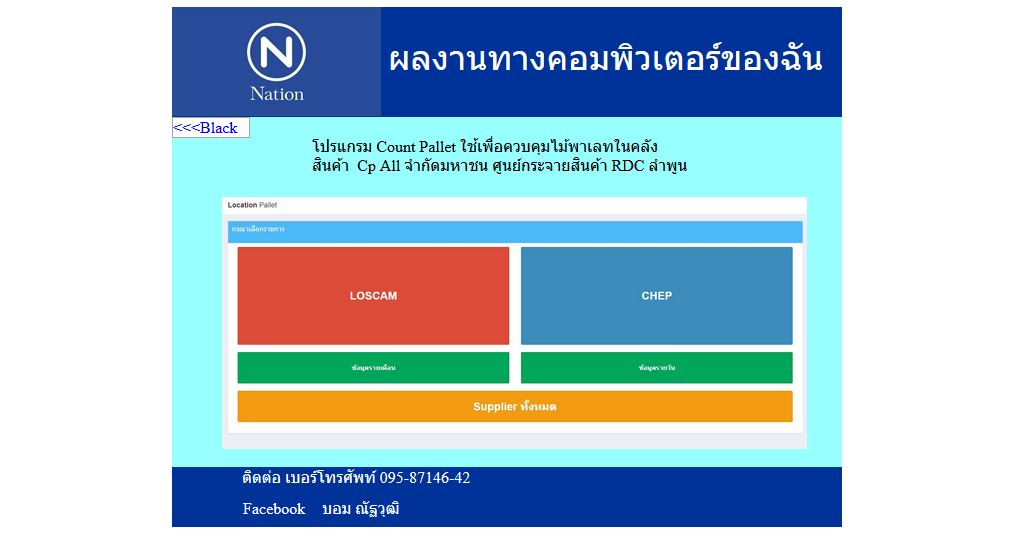 N
Nation
ผลงานทางคอมพิวเตอร์ของฉัน
<<<Black
โปรแกรม Count Pallet ใช้เพื่อควบคุมไม้พาเลทในคลัง
สินค้า Cp All จำกัดมหาชน ศูนย์กระจายสินค้า RDC ลำพูน
Location Pallet
กรุณาเลือกรายการ
LOSCAM
CHEP
ข้อมูลรายเดือน
ข้อมูลรายวัน
Supplier ทั้งหมด
ติดต่อ เบอร์โทรศัพท์ 095-87146-42
Facebook บอม ณัฐวุฒิ